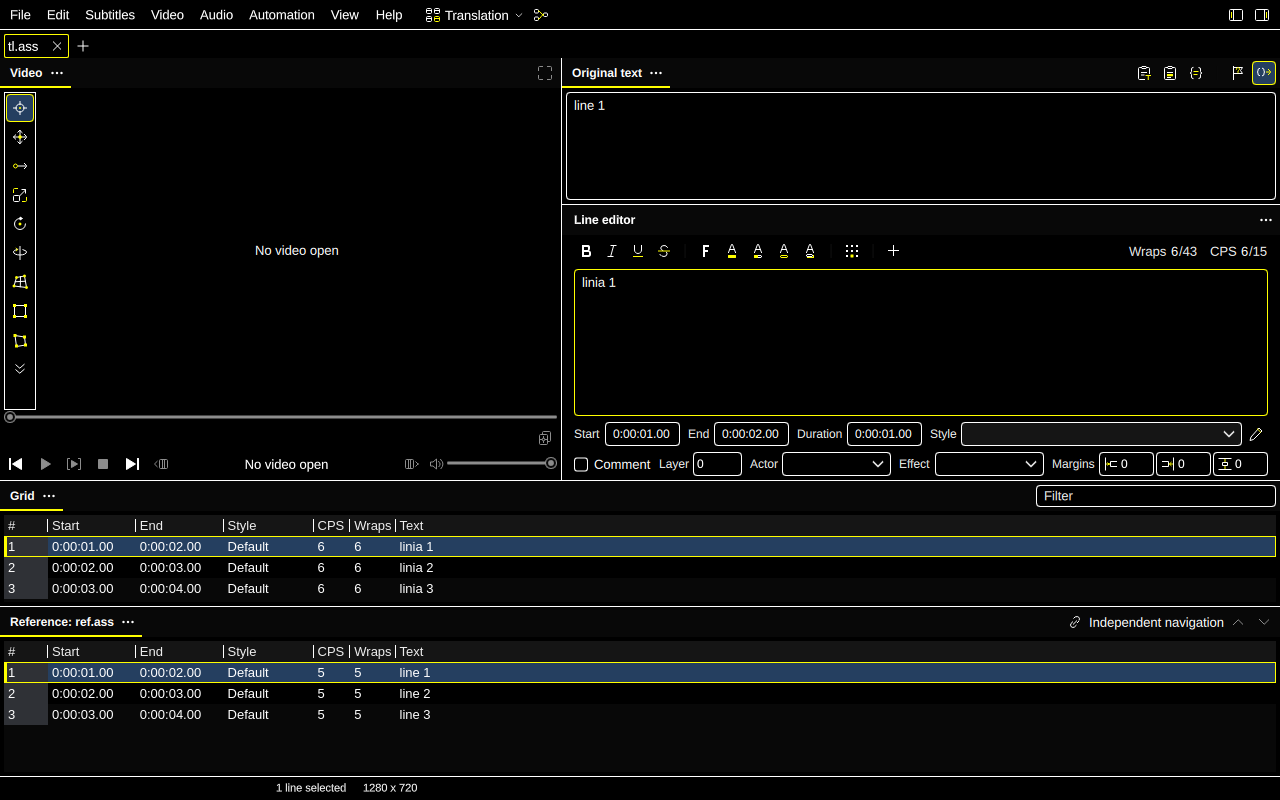 File Edit Subtitles Video Audio Automation View Help Translation
tl.ass
Video
No video open
No video open
Original text
line 1
Line editor
B I U S F A A A A Wraps 6/43 CPS 6/15
linia 1
Start 0:00:01.00 End 0:00:02.00 Duration 0:00:01.00 Style
Comment Layer 0 Actor Effect Margins 0 0 0
Grid Filter
# Start End Style CPS Wraps Text
1 0:00:01.00 0:00:02.00 Default 6 6 linia 1
2 0:00:02.00 0:00:03.00 Default 6 6 linia 2
3 0:00:03.00 0:00:04.00 Default 6 6 linia 3
Reference: ref.ass Independent navigation
# Start End Style CPS Wraps Text
1 0:00:01.00 0:00:02.00 Default 5 5 line 1
2 0:00:02.00 0:00:03.00 Default 5 5 line 2
3 0:00:03.00 0:00:04.00 Default 5 5 line 3
1 line selected 1280 x 720